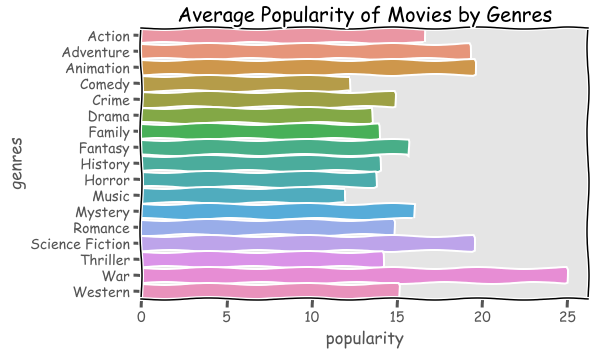 Average Popularity of Movies by Genres
genres
Action
Adventure
Animation
Comedy
Crime
Drama
Family
Fantasy
History
Horror
Music
Mystery
Romance
Science Fiction
Thriller
War
Western
0 5 10 15 20 25
popularity